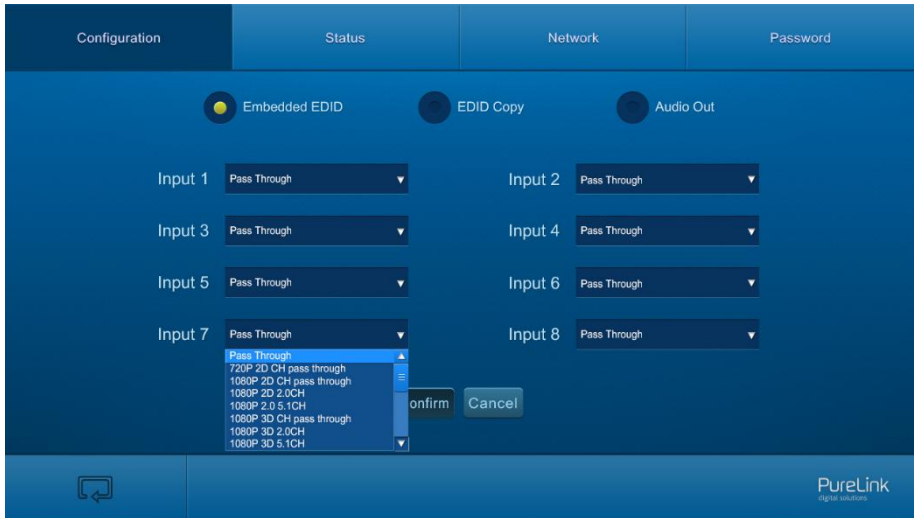 Configuration
Status
Network
Password
Embedded EDID
EDID Copy
Audio Out
Input 1
Pass Through
Input 2
Pass Through
Input 3
Pass Through
Input 4
Pass Through
Input 5
Pass Through
Input 6
Pass Through
Input 7
Pass Through
Input 8
Pass Through
Pass Through
720P 2D CH pass through
1080P 2D CH pass through
1080P 2D 2.0CH
1080P 2.0 5.1CH
1080P 3D CH pass through
1080P 3D 2.0CH
1080P 3D 5.1CH
onfirm
Cancel
PureLink
digital solutions